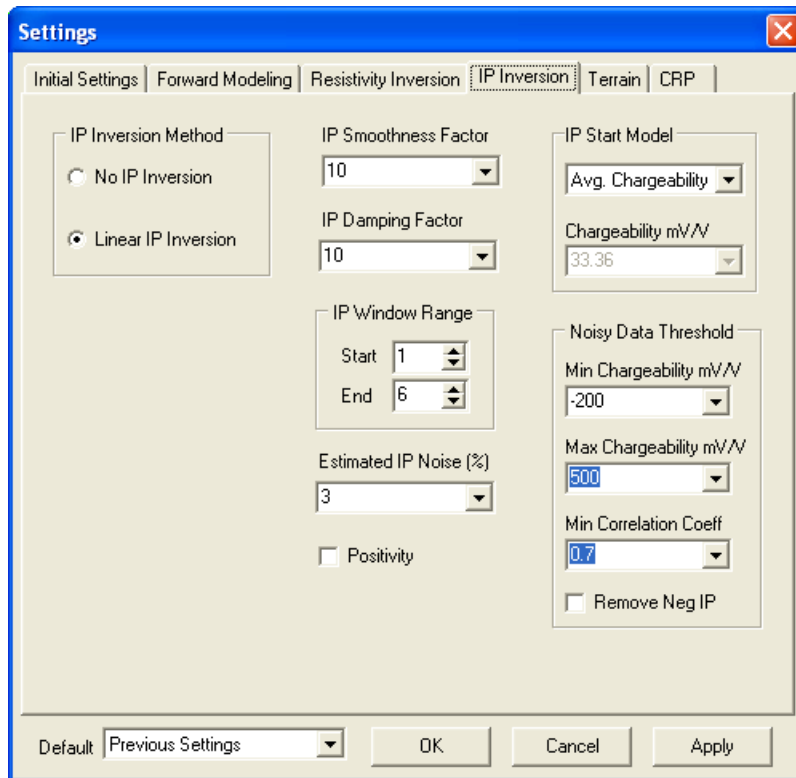 Settings
Initial Settings Forward Modeling Resistivity Inversion IP Inversion Terrain CRP
IP Inversion Method
No IP Inversion
Linear IP Inversion
IP Smoothness Factor
10
IP Damping Factor
10
IP Window Range
Start 1
End 6
Estimated IP Noise (%)
3
Positivity
IP Start Model
Avg. Chargeability
Chargeability mV/V
33.36
Noisy Data Threshold
Min Chargeability mV/V
-200
Max Chargeability mV/V
500
Min Correlation Coeff
0.7
Remove Neg IP
Default Previous Settings OK Cancel Apply